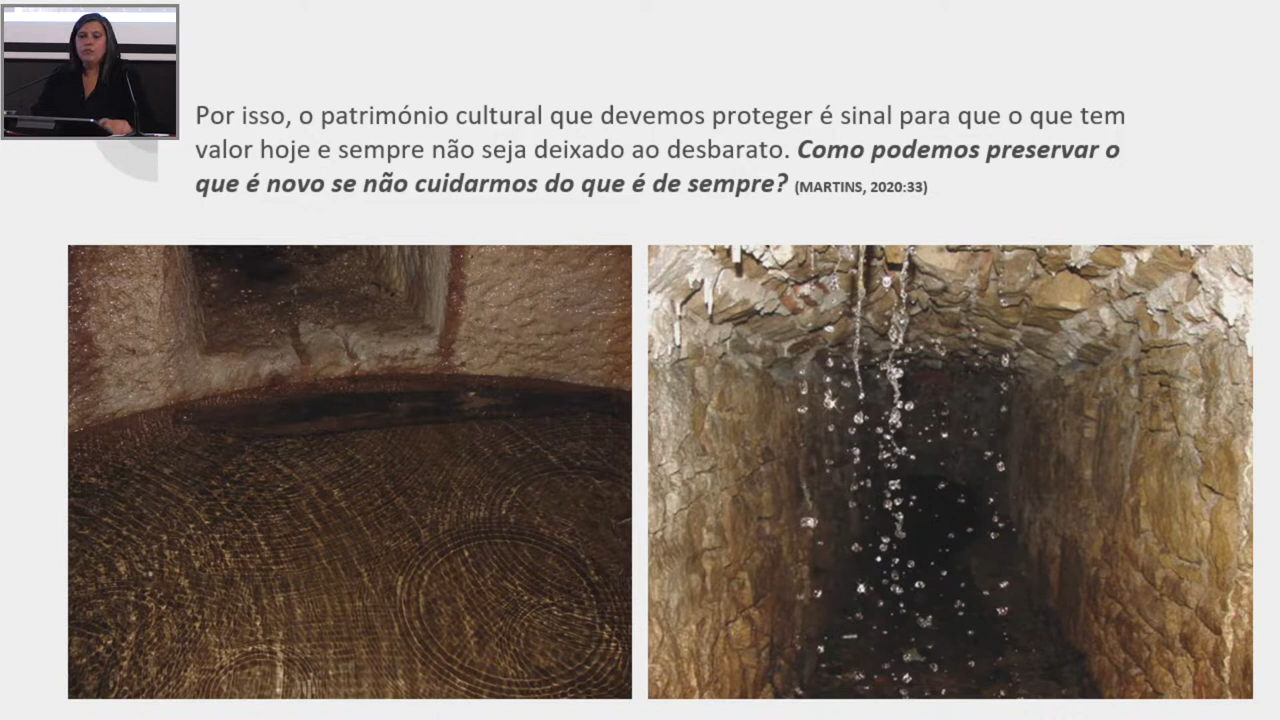 Por isso, o património cultural que devemos proteger é sinal para que o que tem
valor hoje e sempre não seja deixado ao desbarato. Como podemos preservar o
que é novo se não cuidarmos do que é de sempre? (MARTINS, 2020:33)